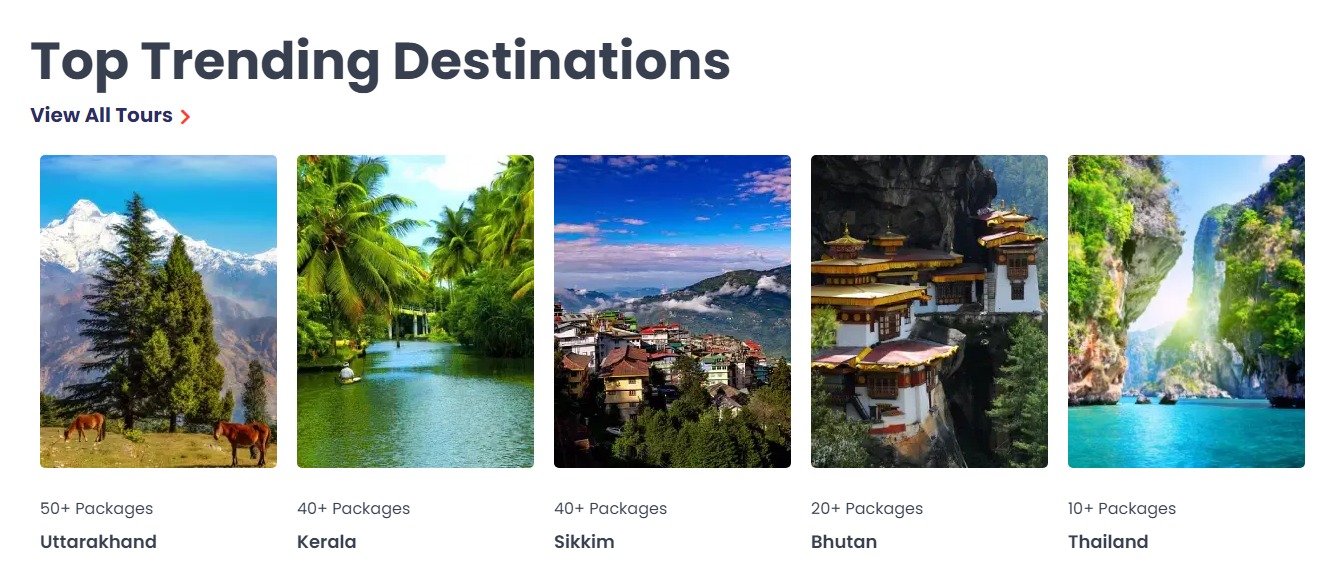 Top Trending Destinations
View All Tours
50+ Packages
Uttarakhand
40+ Packages
Kerala
40+ Packages
Sikkim
20+ Packages
Bhutan
10+ Packages
Thailand